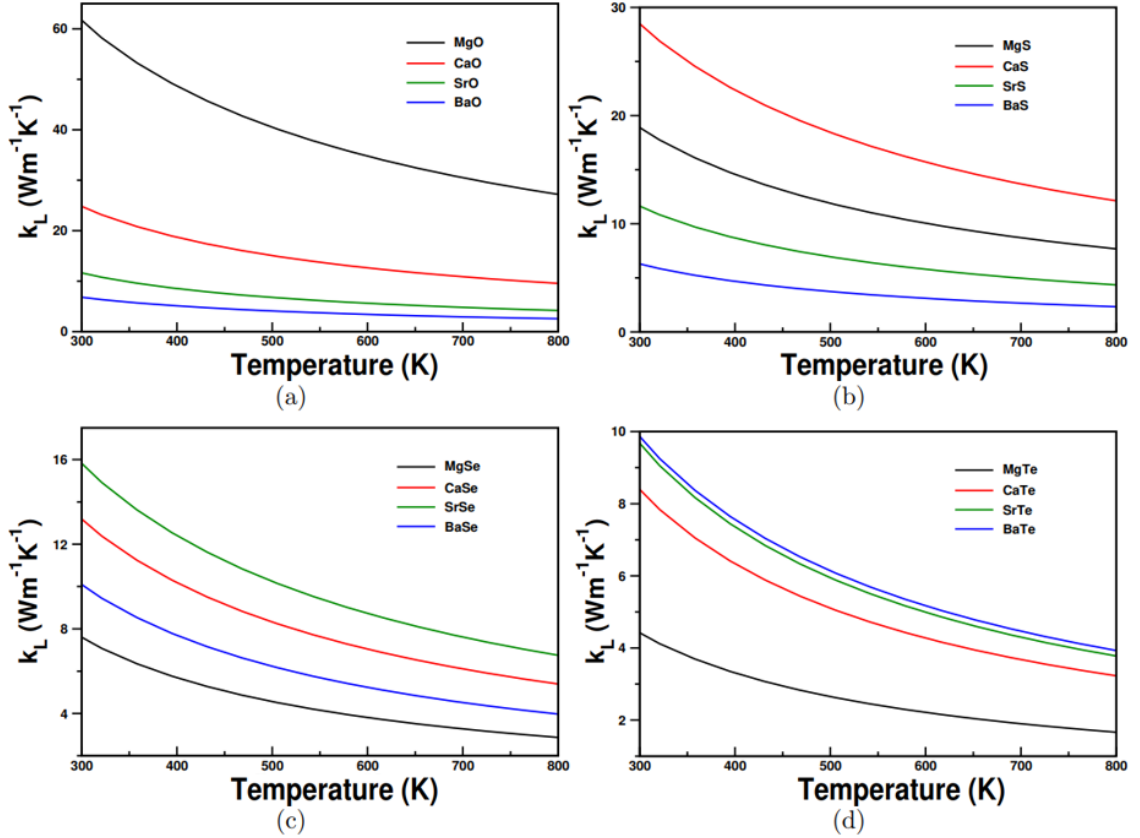 60
40
20
0
k_L (Wm⁻¹K⁻¹)
MgO
CaO
SrO
BaO
300 400 500 600 700 800
Temperature (K)
(a)
30
20
10
0
k_L (Wm⁻¹K⁻¹)
MgS
CaS
SrS
BaS
300 400 500 600 700 800
Temperature (K)
(b)
16
12
8
4
k_L (Wm⁻¹K⁻¹)
MgSe
CaSe
SrSe
BaSe
300 400 500 600 700 800
Temperature (K)
(c)
10
8
6
4
2
k_L (Wm⁻¹K⁻¹)
MgTe
CaTe
SrTe
BaTe
300 400 500 600 700 800
Temperature (K)
(d)